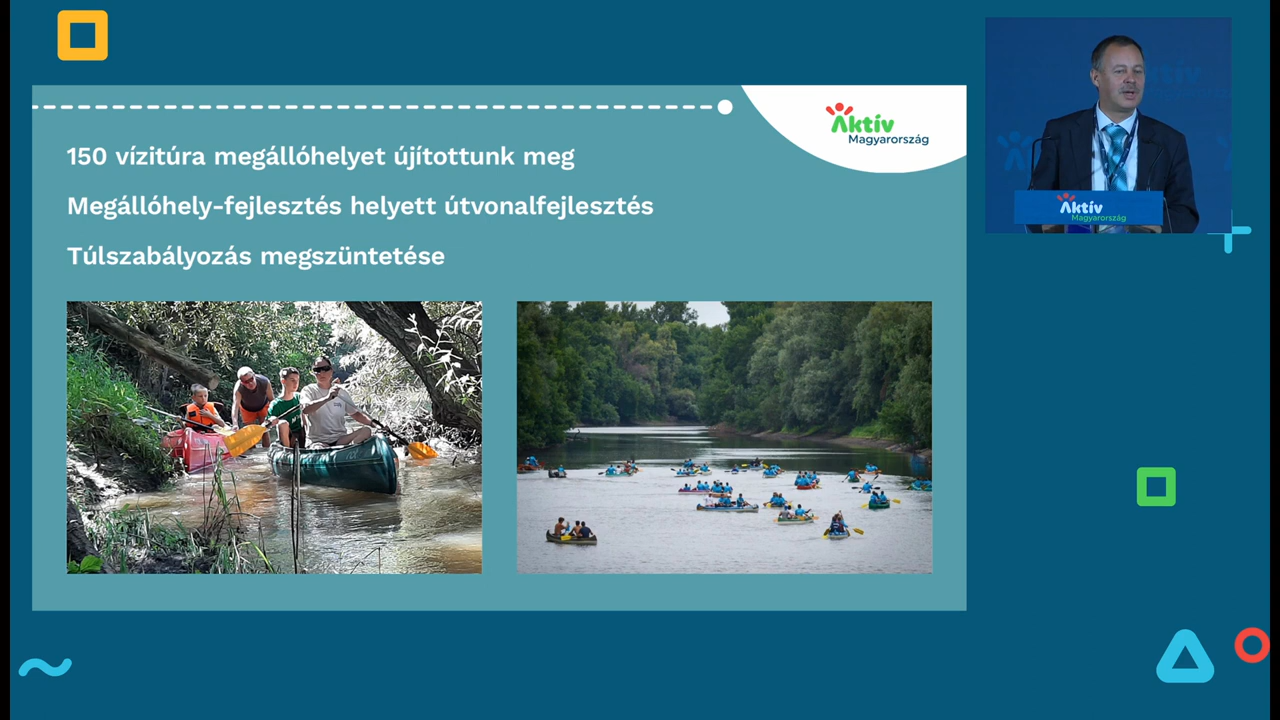 150 vízitúra megállóhelyet újítottunk meg
Megállóhely-fejlesztés helyett útvonalfejlesztés
Túlszabályozás megszüntetése
Aktív
Magyarország
Aktív
Magyarország